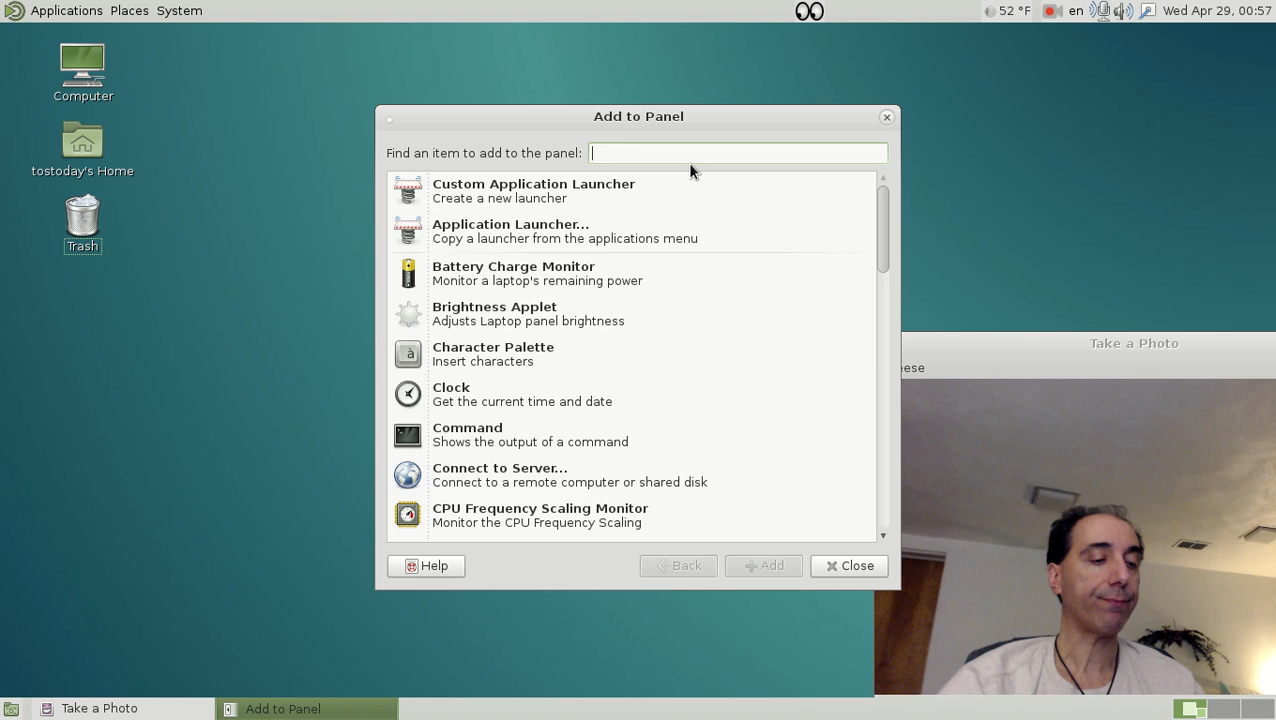 Applications Places System
52 °F en Wed Apr 29, 00:57
Computer
tostoday's Home
Trash
Add to Panel
Find an item to add to the panel:
Custom Application Launcher
Create a new launcher
Application Launcher...
Copy a launcher from the applications menu
Battery Charge Monitor
Monitor a laptop's remaining power
Brightness Applet
Adjusts Laptop panel brightness
à
Character Palette
Insert characters
Clock
Get the current time and date
Command
Shows the output of a command
Connect to Server...
Connect to a remote computer or shared disk
CPU Frequency Scaling Monitor
Monitor the CPU Frequency Scaling
Help Back Add Close
Take a Photo
eese
Take a Photo Add to Panel